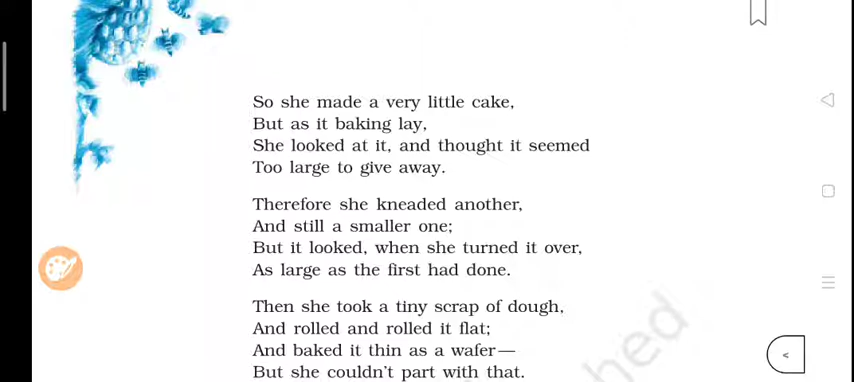 So she made a very little cake,
But as it baking lay,
She looked at it, and thought it seemed
Too large to give away.
Therefore she kneaded another,
And still a smaller one;
But it looked, when she turned it over,
As large as the first had done.
Then she took a tiny scrap of dough,
And rolled and rolled it flat;
And baked it thin as a wafer—
But she couldn't part with that.